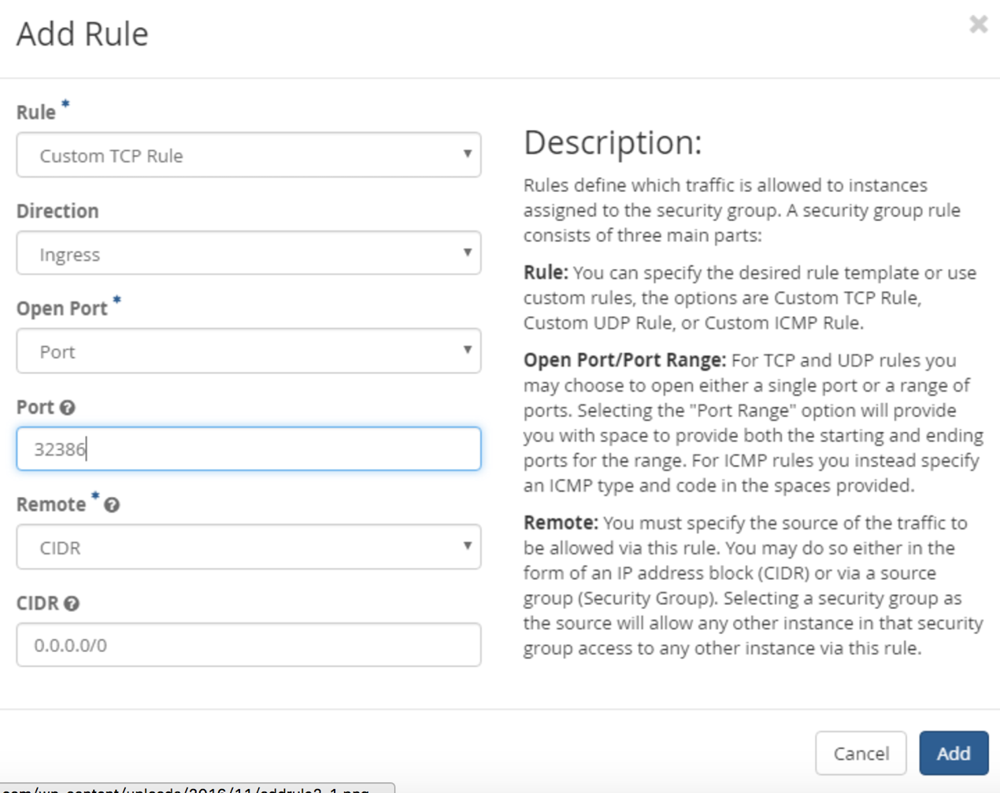 Add Rule
Rule *
Custom TCP Rule
Direction
Ingress
Open Port *
Port
Port
32386
Remote *
CIDR
CIDR
0.0.0.0/0
Description:
Rules define which traffic is allowed to instances
assigned to the security group. A security group rule
consists of three main parts:
Rule: You can specify the desired rule template or use
custom rules, the options are Custom TCP Rule,
Custom UDP Rule, or Custom ICMP Rule.
Open Port/Port Range: For TCP and UDP rules you
may choose to open either a single port or a range of
ports. Selecting the "Port Range" option will provide
you with space to provide both the starting and ending
ports for the range. For ICMP rules you instead specify
an ICMP type and code in the spaces provided.
Remote: You must specify the source of the traffic to
be allowed via this rule. You may do so either in the
form of an IP address block (CIDR) or via a source
group (Security Group). Selecting a security group as
the source will allow any other instance in that security
group access to any other instance via this rule.
Cancel
Add
com/wp-content/uploads/2016/11/addrule2-1.png